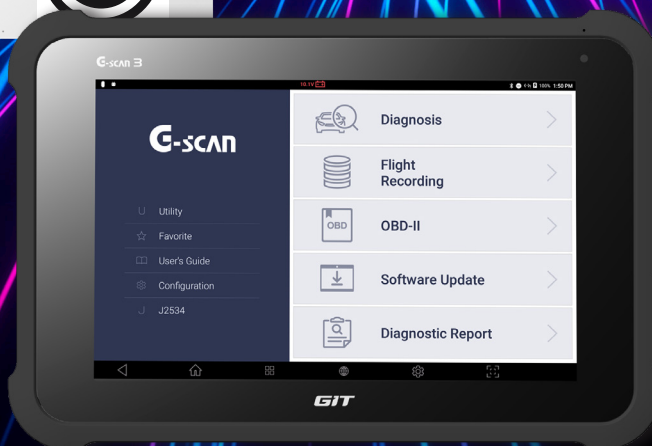 G-scan 3
10.1V
100% 1:50 PM
G-scan
Diagnosis
Flight
Recording
OBD
OBD-II
Software Update
Diagnostic Report
U Utility
Favorite
User's Guide
Configuration
J J2534
GIT